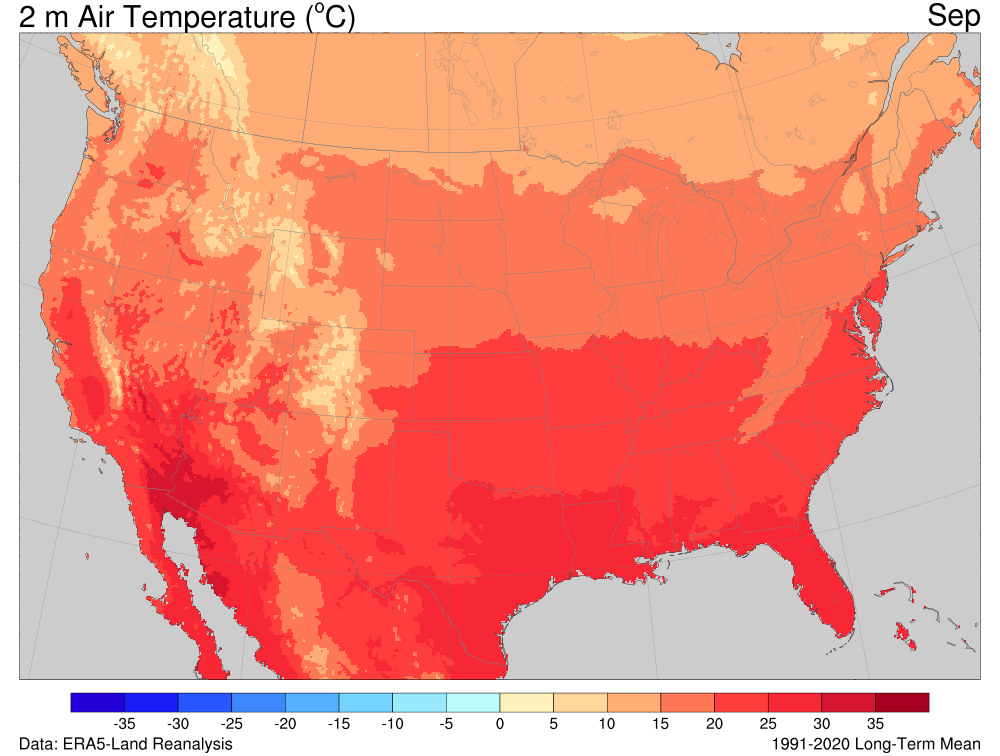 2 m Air Temperature (°C)
Sep
-35 -30 -25 -20 -15 -10 -5 0 5 10 15 20 25 30 35
Data: ERA5-Land Reanalysis
1991-2020 Long-Term Mean